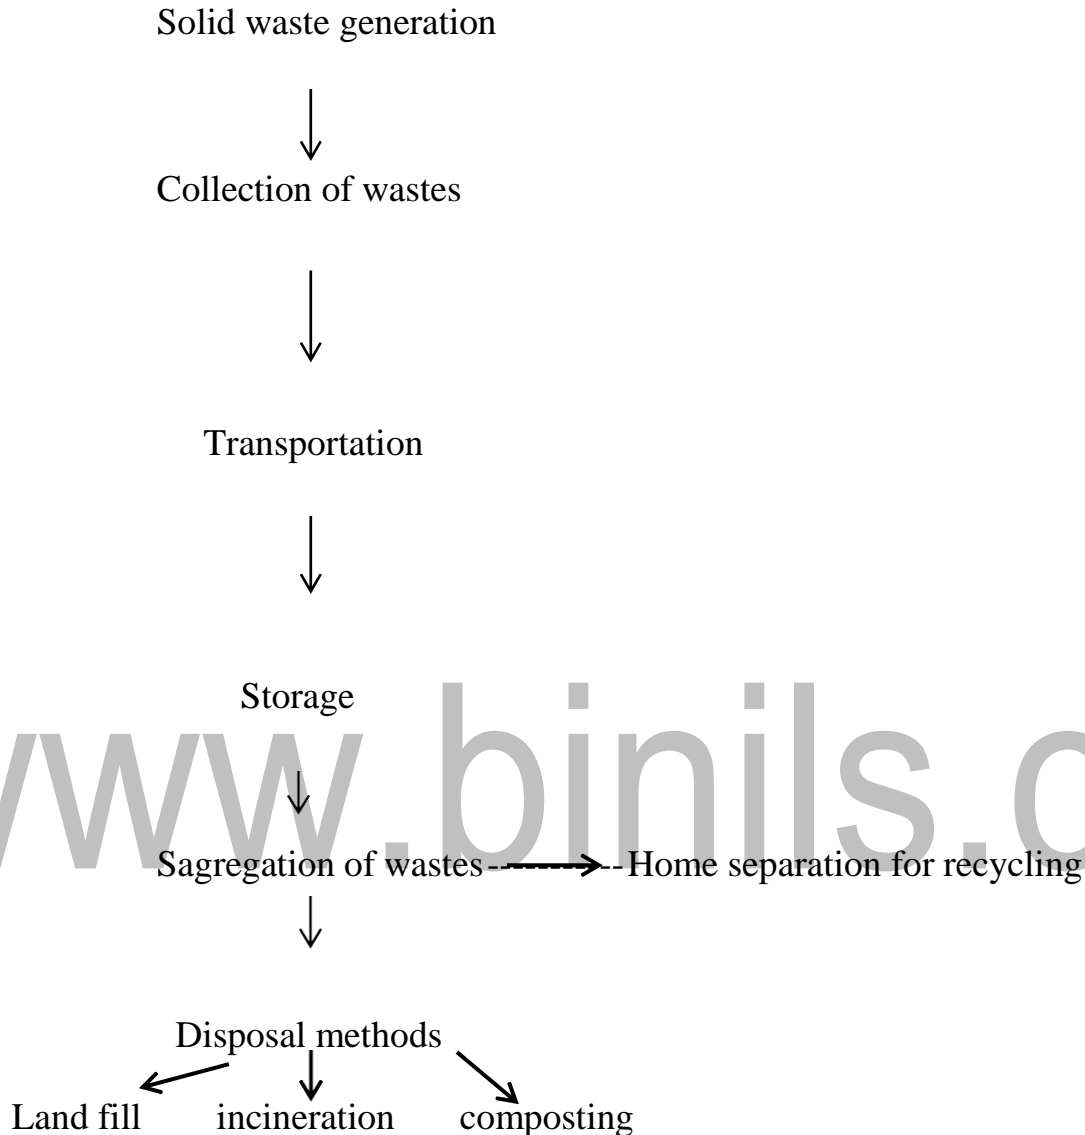 Solid waste generation
Collection of wastes
Transportation
Storage
www.binils.c
Sagregation of wastes----------Home separation for recycling
Disposal methods
Land fill incineration composting